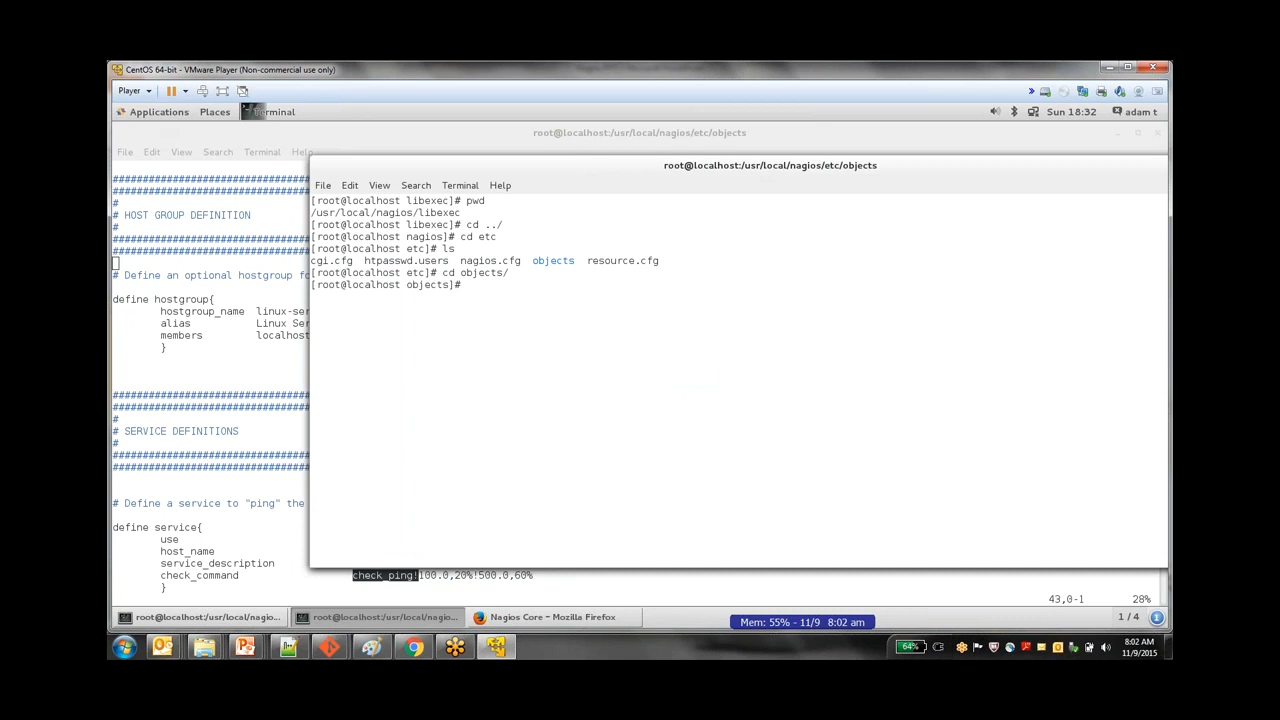 CentOS 64-bit - VMware Player (Non-commercial use only)
Player
Applications Places Terminal Sun 18:32 adam t
root@localhost:/usr/local/nagios/etc/objects
File Edit View Search Terminal Help
##################################
##################################
#
# HOST GROUP DEFINITION
#
##################################
##################################
# Define an optional hostgroup fo
define hostgroup{
hostgroup_name linux-ser
alias Linux Ser
members localhost
}
##################################
##################################
#
# SERVICE DEFINITIONS
#
##################################
##################################
# Define a service to "ping" the
define service{
use
host_name
service_description
check_command check_ping!100.0,20%!500.0,60%
}
43,0-1 28%
root@localhost:/usr/local/nagios/etc/objects
File Edit View Search Terminal Help
[root@localhost libexec]# pwd
/usr/local/nagios/libexec
[root@localhost libexec]# cd ../
[root@localhost nagios]# cd etc
[root@localhost etc]# ls
cgi.cfg htpasswd.users nagios.cfg objects resource.cfg
[root@localhost etc]# cd objects/
[root@localhost objects]#
root@localhost:/usr/local/nagio... root@localhost:/usr/local/nagio... Nagios Core - Mozilla Firefox 1 / 4
Mem: 55% - 11/9 8:02 am
64% 8:02 AM
11/9/2015